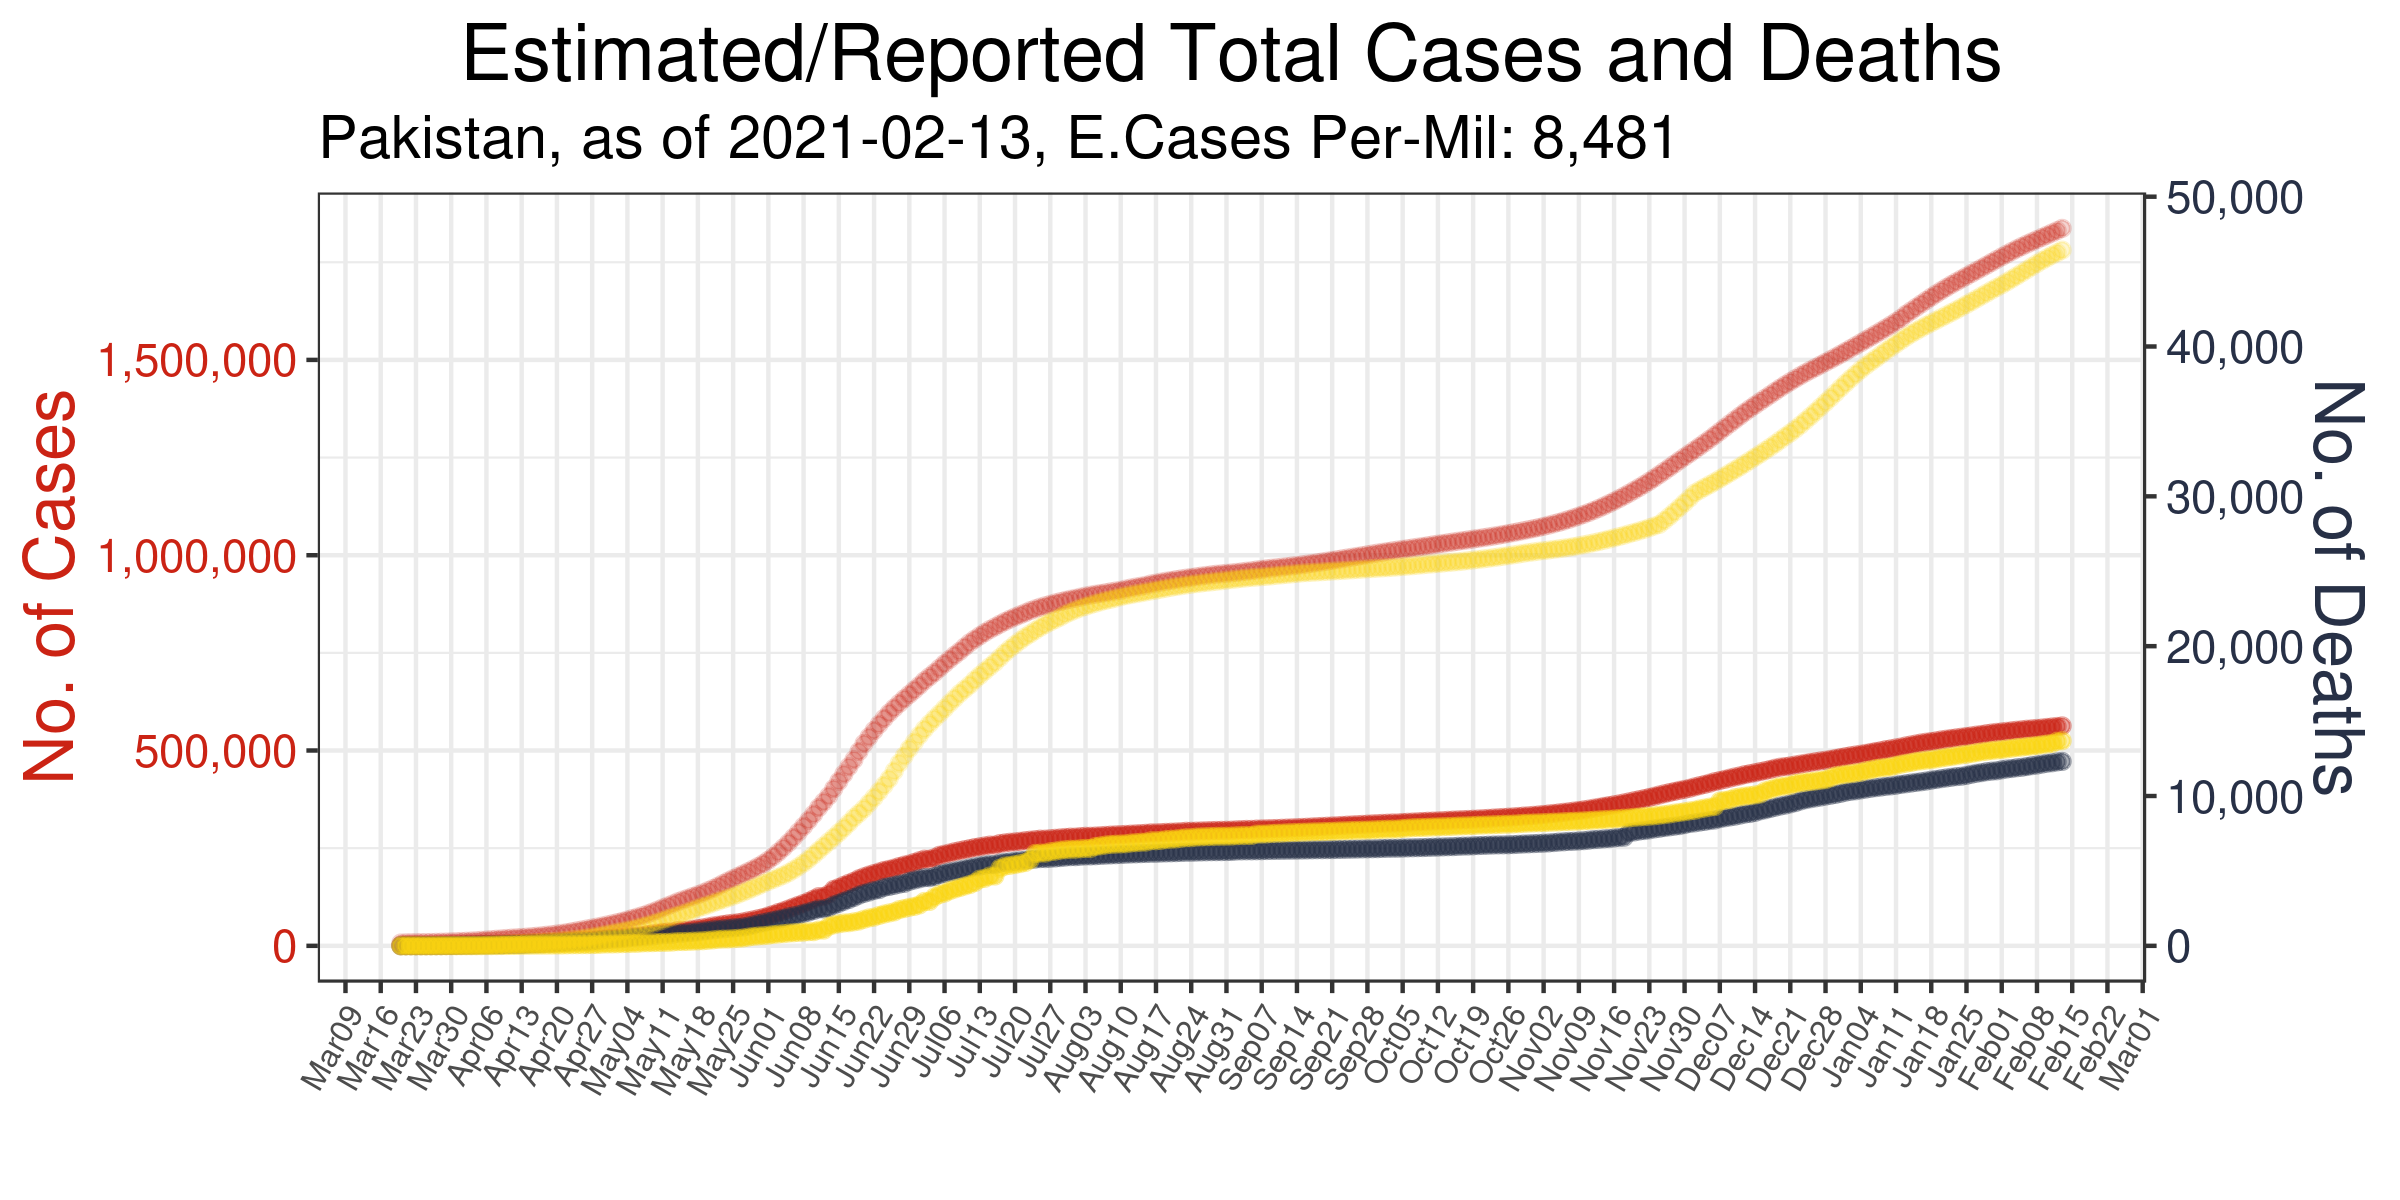 Estimated/Reported Total Cases and Deaths
Pakistan, as of 2021-02-13, E.Cases Per-Mil: 8,481
No. of Cases
1,500,000
1,000,000
500,000
0
50,000
40,000
30,000
20,000
10,000
0
No. of Deaths
Mar09
Mar16
Mar23
Mar30
Apr06
Apr13
Apr20
Apr27
May04
May11
May18
May25
Jun01
Jun08
Jun15
Jun22
Jun29
Jul06
Jul13
Jul20
Jul27
Aug03
Aug10
Aug17
Aug24
Aug31
Sep07
Sep14
Sep21
Sep28
Oct05
Oct12
Oct19
Oct26
Nov02
Nov09
Nov16
Nov23
Nov30
Dec07
Dec14
Dec21
Dec28
Jan04
Jan11
Jan18
Jan25
Feb01
Feb08
Feb15
Feb22
Mar01